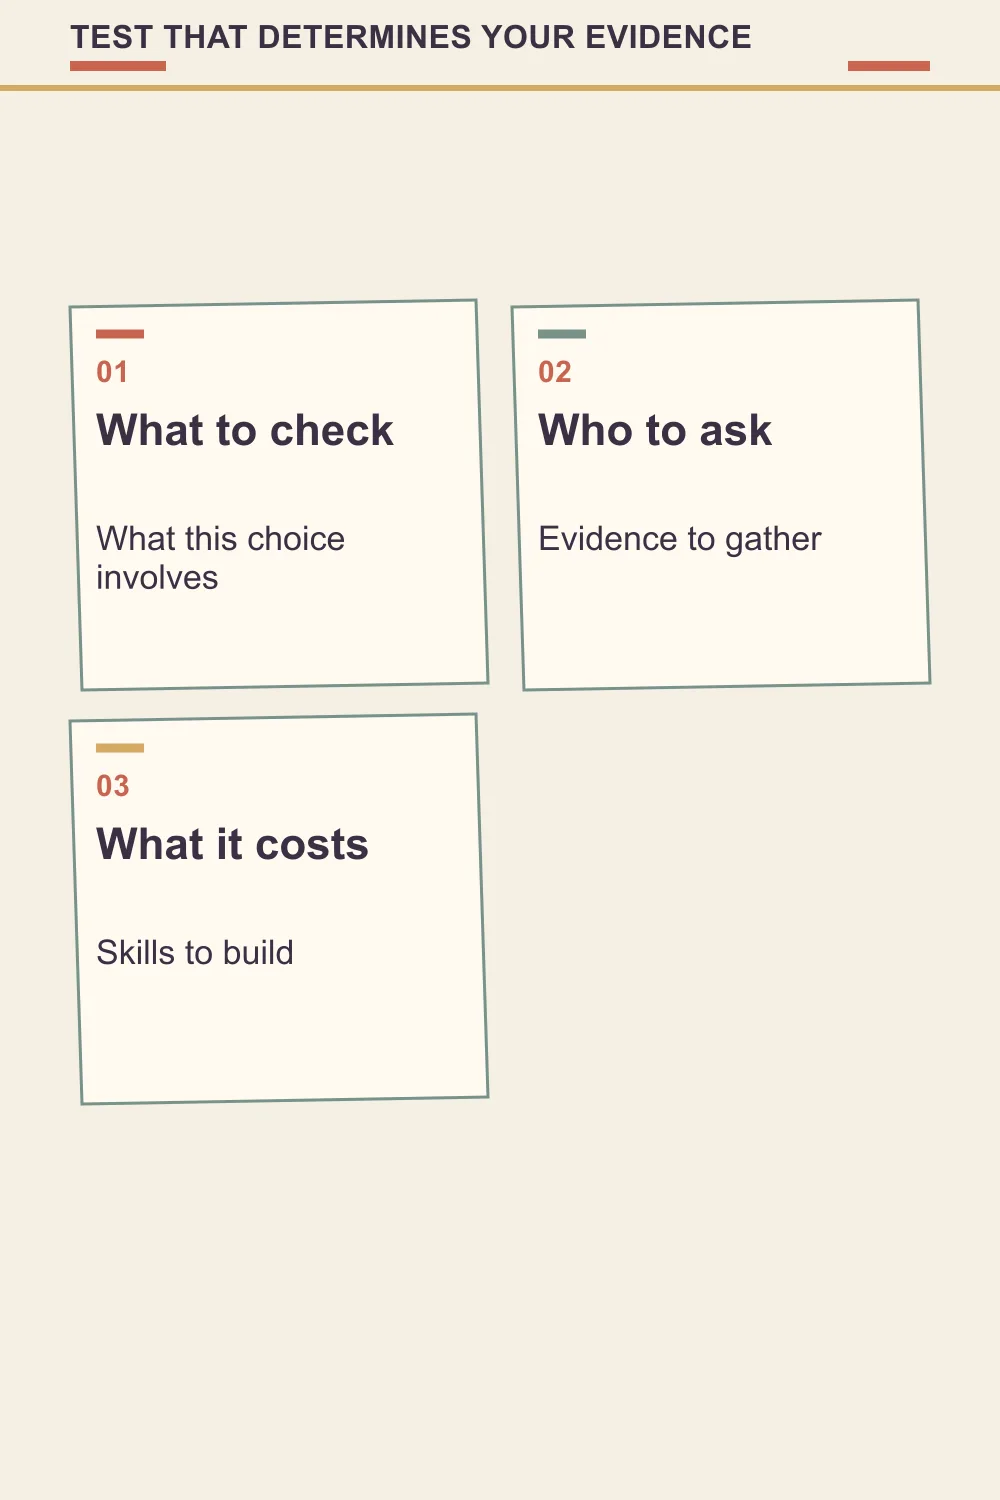 TEST THAT DETERMINES YOUR EVIDENCE
01
What to check
What this choice
involves
02
Who to ask
Evidence to gather
03
What it costs
Skills to build